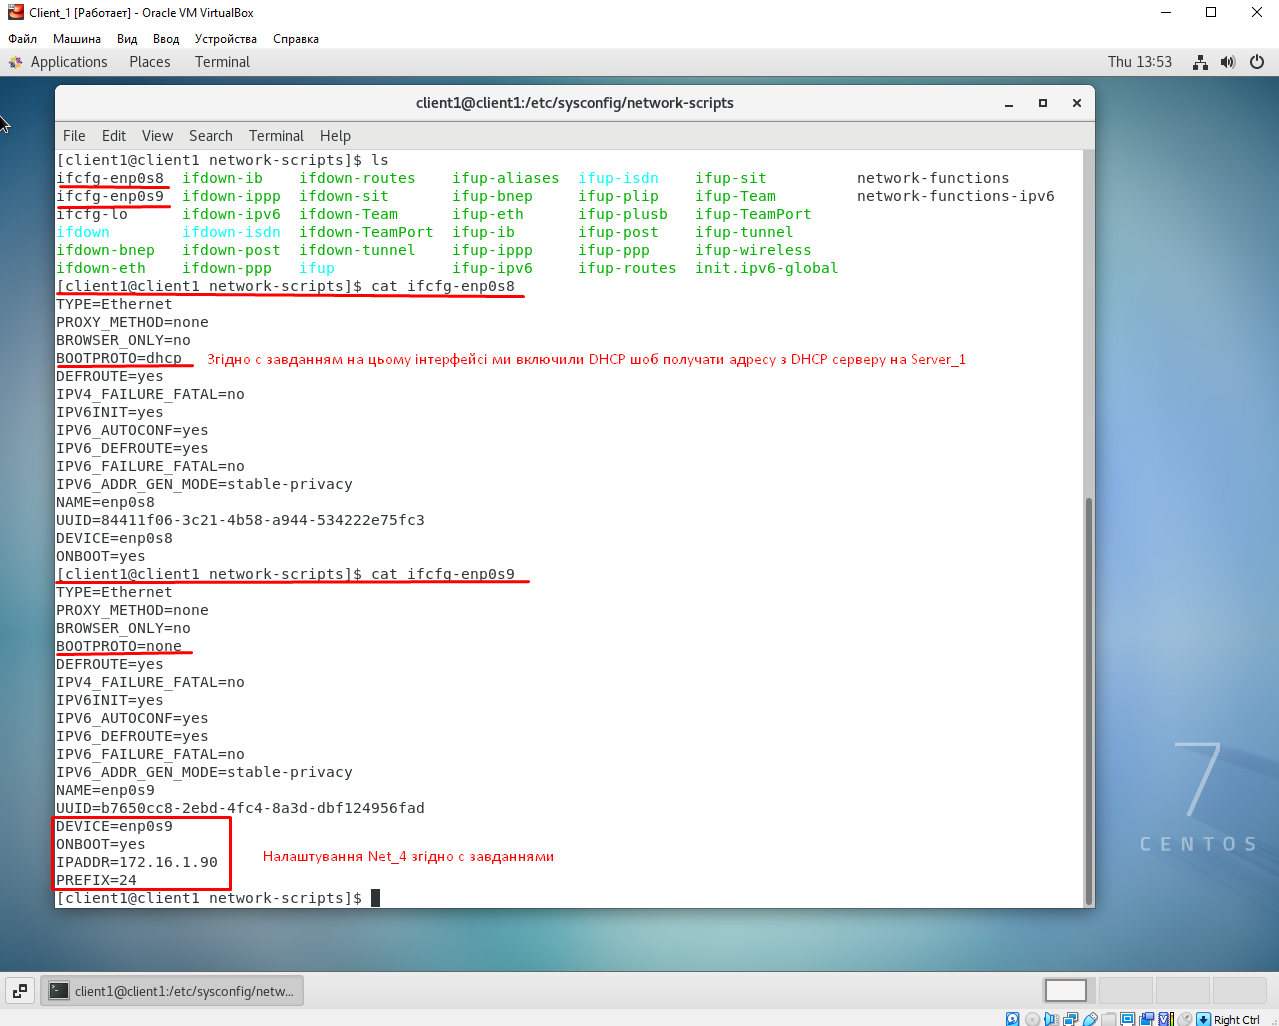 Client_1 [Работает] - Oracle VM VirtualBox
Файл Машина Вид Ввод Устройства Справка
Applications Places Terminal Thu 13:53
client1@client1:/etc/sysconfig/network-scripts
File Edit View Search Terminal Help
[client1@client1 network-scripts]$ ls
ifcfg-enp0s8 ifdown-ib ifdown-routes ifup-aliases ifup-isdn ifup-sit network-functions
ifcfg-enp0s9 ifdown-ippp ifdown-sit ifup-bnep ifup-plip ifup-Team network-functions-ipv6
ifcfg-lo ifdown-ipv6 ifdown-Team ifup-eth ifup-plusb ifup-TeamPort
ifdown ifdown-isdn ifdown-TeamPort ifup-ib ifup-post ifup-tunnel
ifdown-bnep ifdown-post ifdown-tunnel ifup-ippp ifup-ppp ifup-wireless
ifdown-eth ifdown-ppp ifup ifup-ipv6 ifup-routes init.ipv6-global
[client1@client1 network-scripts]$ cat ifcfg-enp0s8
TYPE=Ethernet
PROXY_METHOD=none
BROWSER_ONLY=no
BOOTPROTO=dhcp Згідно с завданням на цьому інтерфейсі ми включили DHCP шоб получати адресу з DHCP серверу на Server_1
DEFROUTE=yes
IPV4_FAILURE_FATAL=no
IPV6INIT=yes
IPV6_AUTOCONF=yes
IPV6_DEFROUTE=yes
IPV6_FAILURE_FATAL=no
IPV6_ADDR_GEN_MODE=stable-privacy
NAME=enp0s8
UUID=84411f06-3c21-4b58-a944-534222e75fc3
DEVICE=enp0s8
ONBOOT=yes
[client1@client1 network-scripts]$ cat ifcfg-enp0s9
TYPE=Ethernet
PROXY_METHOD=none
BROWSER_ONLY=no
BOOTPROTO=none
DEFROUTE=yes
IPV4_FAILURE_FATAL=no
IPV6INIT=yes
IPV6_AUTOCONF=yes
IPV6_DEFROUTE=yes
IPV6_FAILURE_FATAL=no
IPV6_ADDR_GEN_MODE=stable-privacy
NAME=enp0s9
UUID=b7650cc8-2ebd-4fc4-8a3d-dbf124956fad
DEVICE=enp0s9
ONBOOT=yes
IPADDR=172.16.1.90 Налаштування Net_4 згідно с завданнями
PREFIX=24
[client1@client1 network-scripts]$
7
CENTOS
client1@client1:/etc/sysconfig/netw...
Right Ctrl